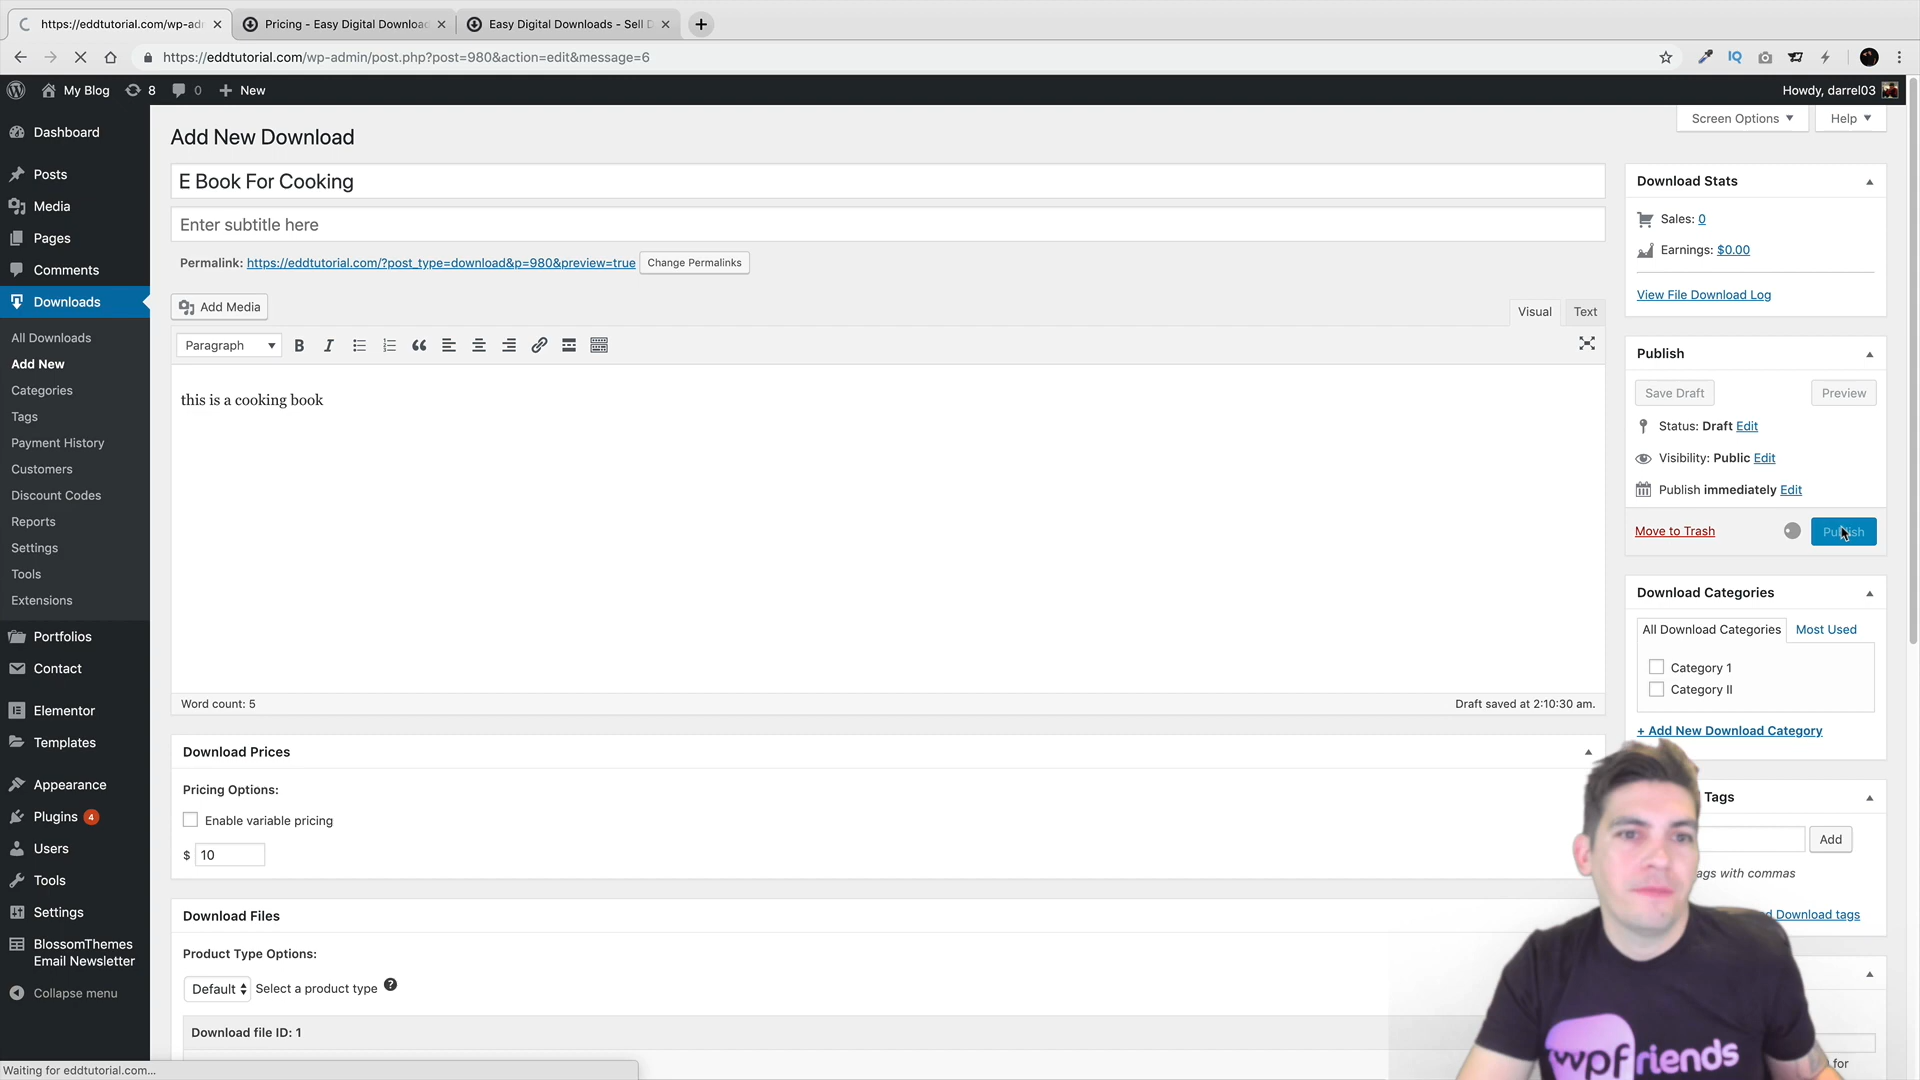 https://eddtutorial.com/wp-ad
Pricing - Easy Digital Download
Easy Digital Downloads - Sell D
https://eddtutorial.com/wp-admin/post.php?post=980&action=edit&message=6
IQ
My Blog
8
0
New
Howdy, darrel03
Dashboard
Posts
Media
Pages
Comments
Downloads
All Downloads
Add New
Categories
Tags
Payment History
Customers
Discount Codes
Reports
Settings
Tools
Extensions
Portfolios
Contact
Elementor
Templates
Appearance
Plugins 4
Users
Tools
Settings
BlossomThemes
Email Newsletter
Collapse menu
Screen Options
Help
Add New Download
E Book For Cooking
Enter subtitle here
Permalink: https://eddtutorial.com/?post_type=download&p=980&preview=true Change Permalinks
Add Media
Visual
Text
Paragraph
B I
this is a cooking book
Word count: 5
Draft saved at 2:10:30 am.
Download Prices
Pricing Options:
Enable variable pricing
$ 10
Download Files
Product Type Options:
Default Select a product type ?
Download file ID: 1
Download Stats
Sales: 0
Earnings: $0.00
View File Download Log
Publish
Save Draft
Preview
Status: Draft Edit
Visibility: Public Edit
Publish immediately Edit
Move to Trash
Publish
Download Categories
All Download Categories
Most Used
Category 1
Category II
+ Add New Download Category
Tags
Add
ags with commas
d Download tags
for
wpfriends
Waiting for eddtutorial.com...